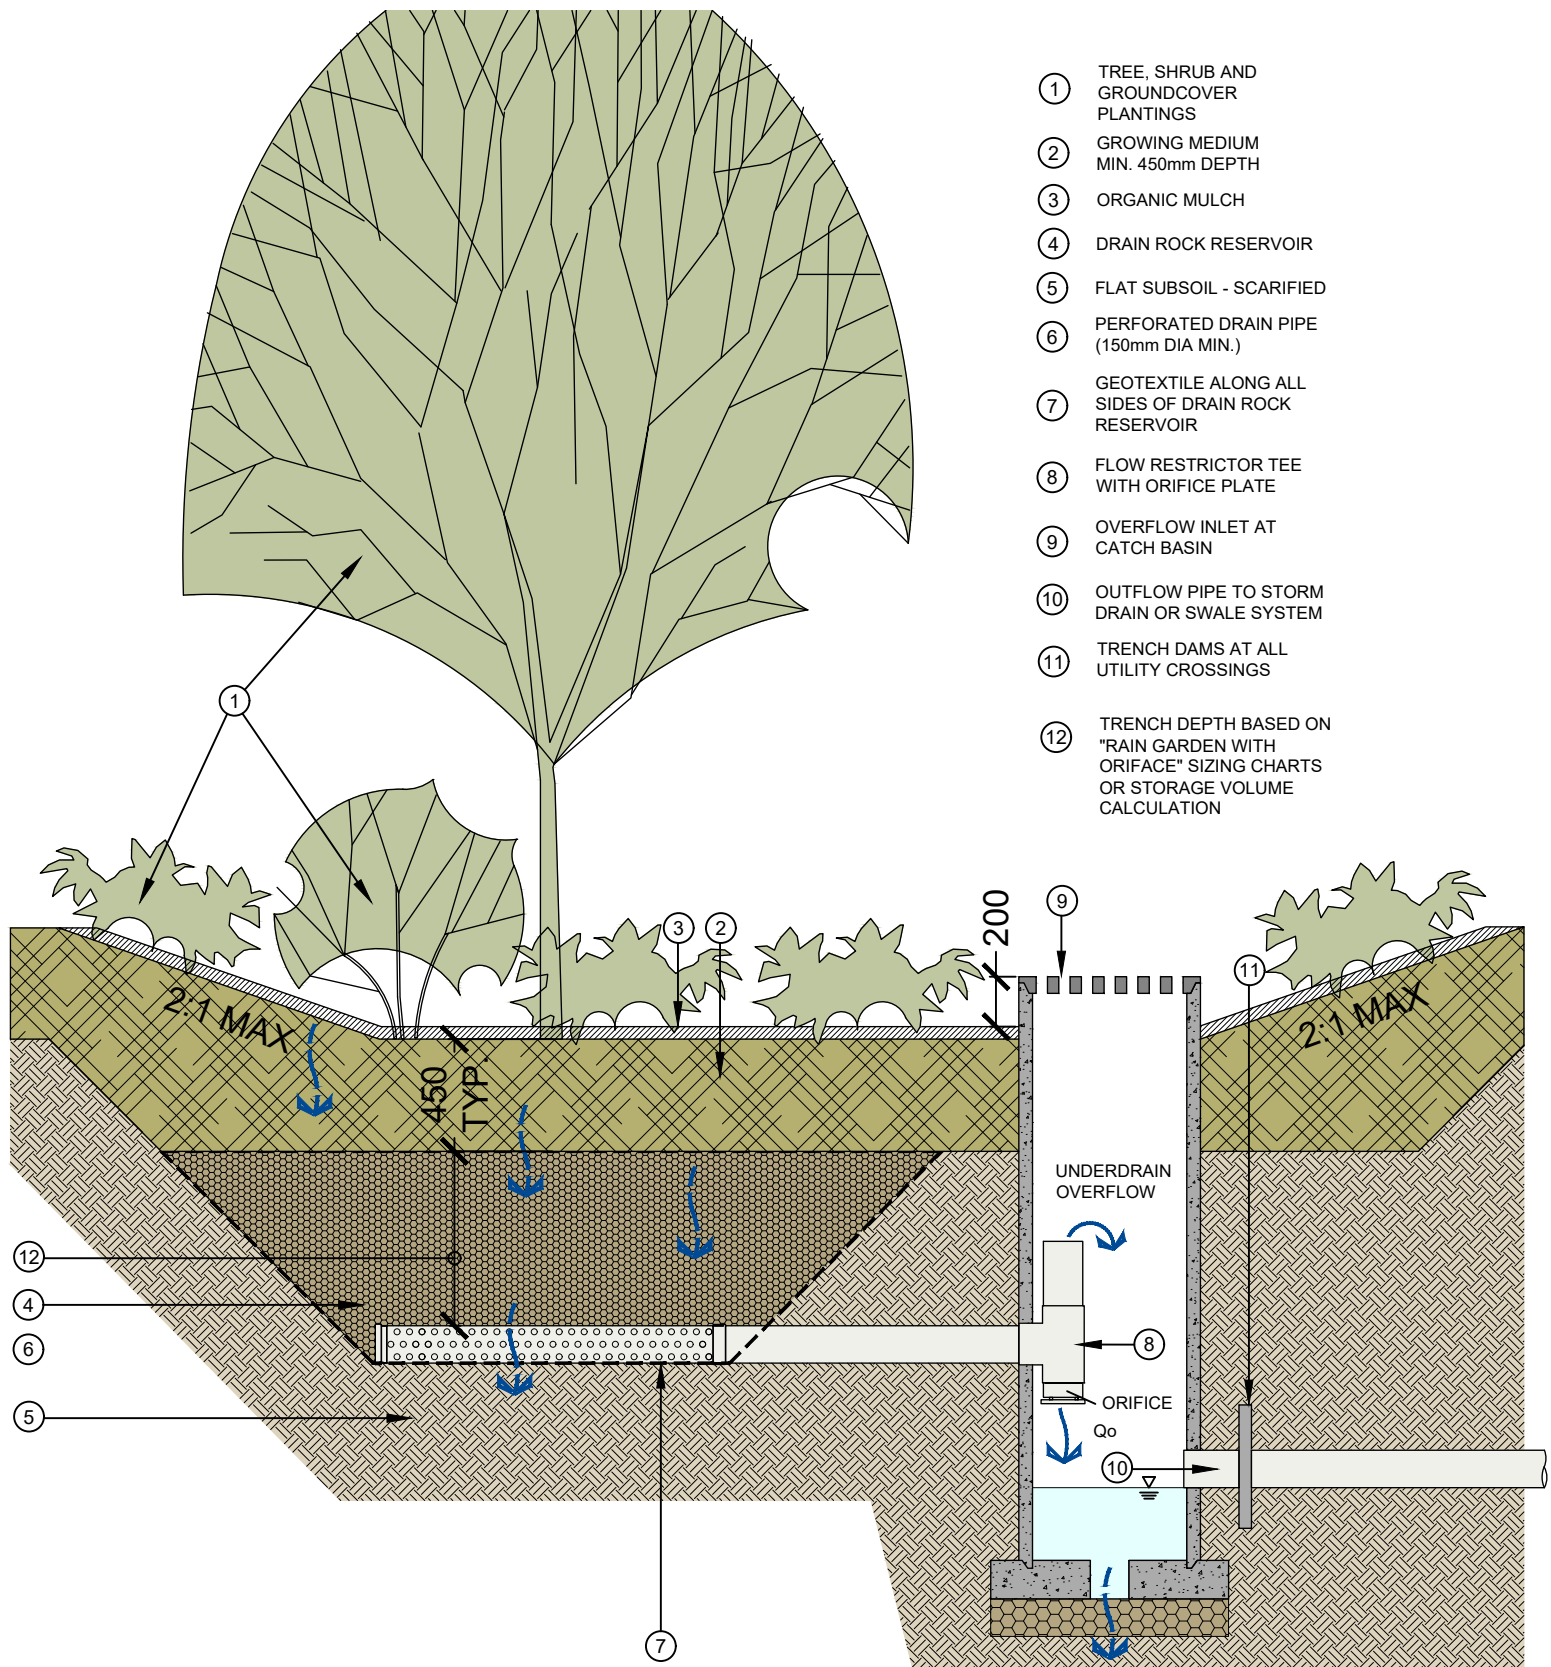 1 TREE, SHRUB AND
GROUNDCOVER
PLANTINGS
2 GROWING MEDIUM
MIN. 450mm DEPTH
3 ORGANIC MULCH
4 DRAIN ROCK RESERVOIR
5 FLAT SUBSOIL - SCARIFIED
6 PERFORATED DRAIN PIPE
(150mm DIA MIN.)
7 GEOTEXTILE ALONG ALL
SIDES OF DRAIN ROCK
RESERVOIR
8 FLOW RESTRICTOR TEE
WITH ORIFICE PLATE
9 OVERFLOW INLET AT
CATCH BASIN
10 OUTFLOW PIPE TO STORM
DRAIN OR SWALE SYSTEM
11 TRENCH DAMS AT ALL
UTILITY CROSSINGS
12 TRENCH DEPTH BASED ON
"RAIN GARDEN WITH
ORIFACE" SIZING CHARTS
OR STORAGE VOLUME
CALCULATION
1
3
2
200
9
11
2:1 MAX
2:1 MAX
450
TYP.
UNDERDRAIN
OVERFLOW
12
4
6
8
5
ORIFICE
Qo
10
7